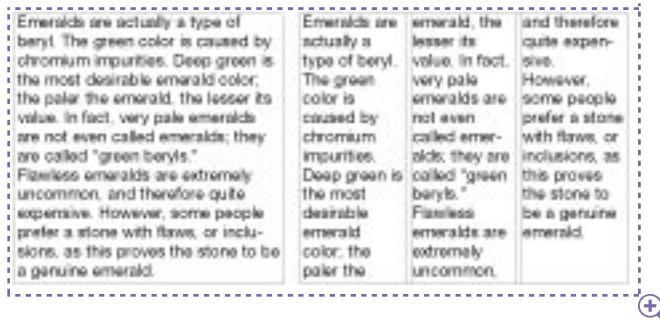 Emeralds are actually a type of
beryl. The green color is caused by
chromium impurities. Deep green is
the most desirable emerald color;
the paler the emerald, the lesser its
value. In fact, very pale emeralds
are not even called emeralds; they
are called "green beryls."
Flawless emeralds are extremely
uncommon, and therefore quite
expensive. However, some people
prefer a stone with flaws, or inclu-
sions, as this proves the stone to be
a genuine emerald.
Emeralds are
actually a
type of beryl.
The green
color is
caused by
chromium
impurities.
Deep green is
the most
desirable
emerald
color; the
paler the
emerald, the
lesser its
value. In fact,
very pale
emeralds are
not even
called emer-
alds; they are
called "green
beryls."
Flawless
emeralds are
extremely
uncommon,
and therefore
quite expen-
sive.
However,
some people
prefer a stone
with flaws, or
inclusions, as
this proves
the stone to
be a genuine
emerald.